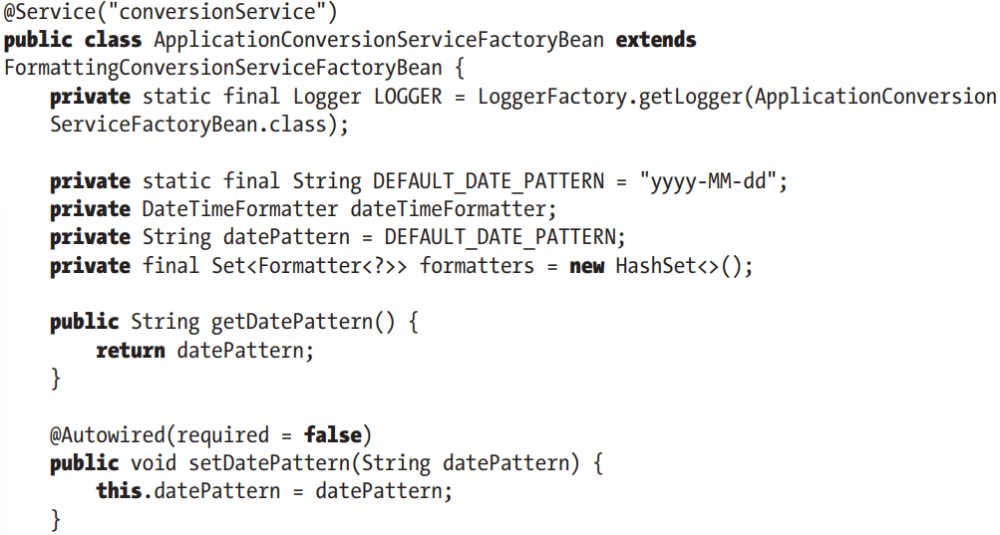 @Service("conversionService")
public class ApplicationConversionServiceFactoryBean extends
FormattingConversionServiceFactoryBean {
    private static final Logger LOGGER = LoggerFactory.getLogger(ApplicationConversion
    ServiceFactoryBean.class);

    private static final String DEFAULT_DATE_PATTERN = "yyyy-MM-dd";
    private DateTimeFormatter dateTimeFormatter;
    private String datePattern = DEFAULT_DATE_PATTERN;
    private final Set<Formatter<?>> formatters = new HashSet<>();

    public String getDatePattern() {
        return datePattern;
    }

    @Autowired(required = false)
    public void setDatePattern(String datePattern) {
        this.datePattern = datePattern;
    }